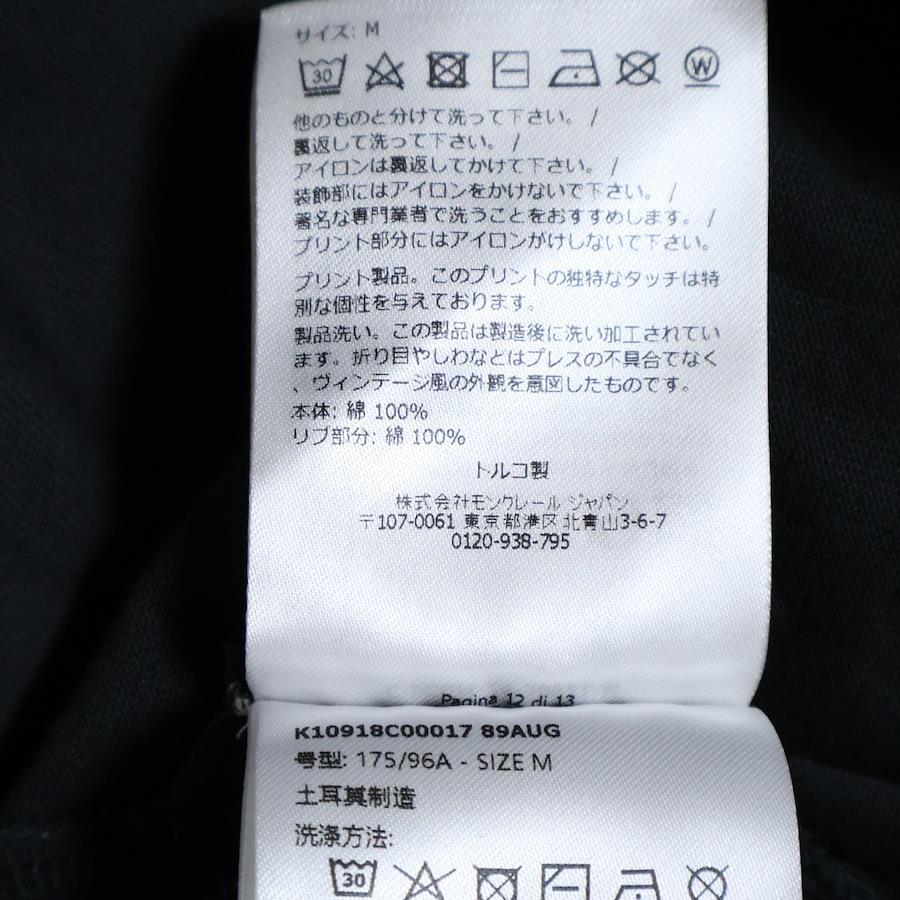 サイズ: M
30
W
他のものと分けて洗って下さい。 /
裏返して洗って下さい。 /
アイロンは裏返してかけて下さい。 /
装飾部にはアイロンをかけないで下さい。 /
著名な専門業者で洗うことをおすすめします。 /
プリント部分にはアイロンがけしないで下さい。
プリント製品。このプリントの独特なタッチは特
別な個性を与えております。
製品洗い。この製品は製造後に洗い加工されてい
ます。折り目やしわなどはプレスの不具合でなく
、ヴィンテージ風の外観を意図したものです。
本体: 綿 100%
リブ部分: 綿 100%
トルコ製
株式会社モンクレール ジャパン
〒107-0061 東京都港区北青山3-6-7
0120-938-795
Pagina 12 di 13
K10918C00017 89AUG
号型: 175/96A - SIZE M
土耳其制造
洗涤方法:
30